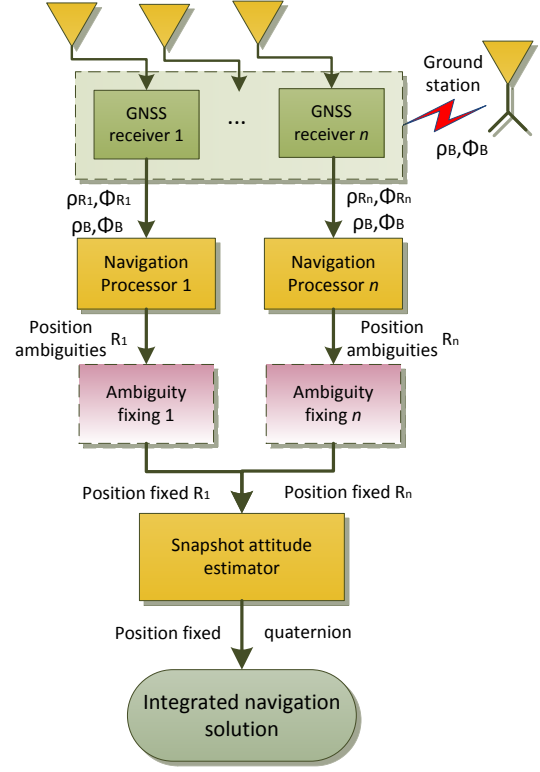 Ground
station
GNSS
receiver 1
...
GNSS
receiver n
ρB,ΦB
ρR1,ΦR1
ρB,ΦB
ρRn,ΦRn
ρB,ΦB
Navigation
Processor 1
Navigation
Processor n
Position
ambiguities R1
Position
ambiguities Rn
Ambiguity
fixing 1
Ambiguity
fixing n
Position fixed R1
Position fixed Rn
Snapshot attitude
estimator
Position fixed
quaternion
Integrated navigation
solution